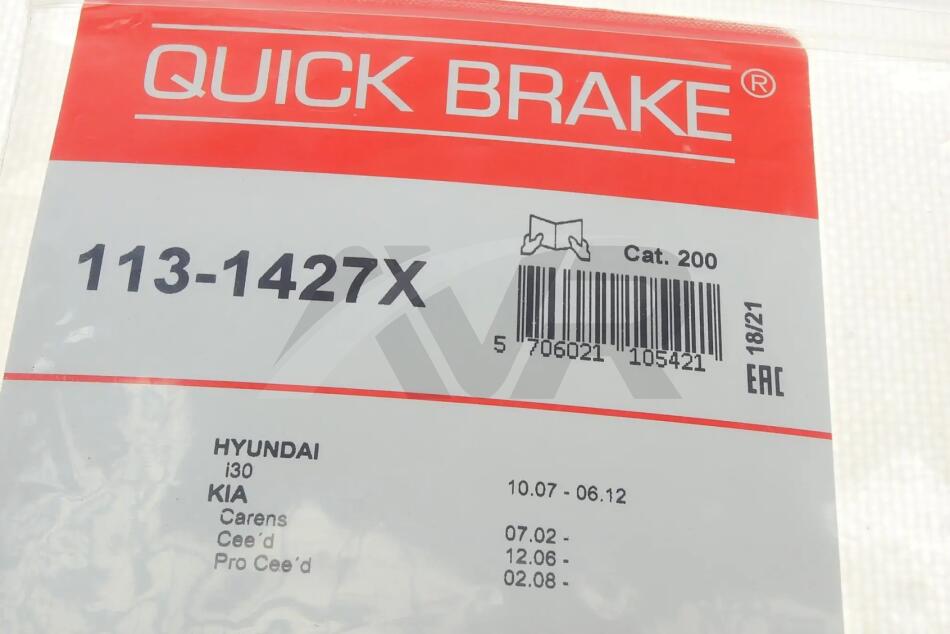 QUICK BRAKE®
113-1427X
Cat. 200
5 706021 105421
18/21
EAC
HYUNDAI
i30 10.07 - 06.12
KIA
Carens 07.02 -
Cee´d 12.06 -
Pro Cee´d 02.08 -